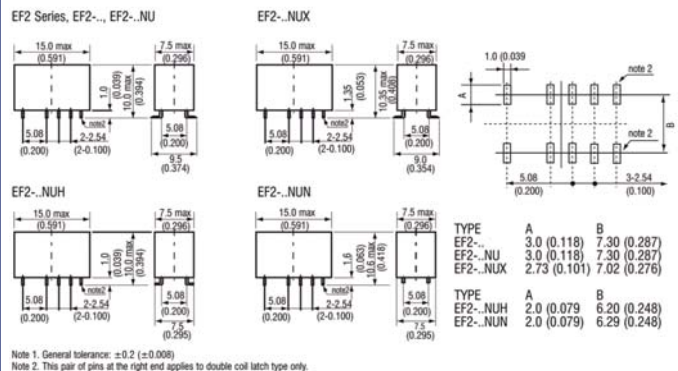 EF2 Series, EF2-.., EF2-..NU
15.0 max
(0.591)
7.5 max
(0.296)
1.0
(0.039)
10.0 max
(0.394)
note2
5.08
(0.200)
2-2.54
(2-0.100)
5.08
(0.200)
9.5
(0.374)
EF2-..NUX
15.0 max
(0.591)
7.5 max
(0.296)
1.35
(0.053)
10.35 max
(0.408)
note2
5.08
(0.200)
2-2.54
(2-0.100)
5.08
(0.200)
9.0
(0.354)
1.0 (0.039
note 2
A
B
note 2
5.08
(0.200)
3-2.54
(0.100)
EF2-..NUH
15.0 max
(0.591)
7.5 max
(0.296)
1.0
(0.039)
10.0 max
(0.394)
note2
5.08
(0.200)
2-2.54
(2-0.100)
5.08
(0.200)
7.5
(0.295)
EF2-..NUN
15.0 max
(0.591)
7.5 max
(0.296)
1.6
(0.063)
10.6 max
(0.418)
note2
5.08
(0.200)
2-2.54
(2-0.100)
5.08
(0.200)
7.5
(0.295)
TYPE A B
EF2-.. 3.0 (0.118) 7.30 (0.287)
EF2-..NU 3.0 (0.118) 7.30 (0.287)
EF2-..NUX 2.73 (0.101) 7.02 (0.276)
TYPE A B
EF2-..NUH 2.0 (0.079 6.20 (0.248)
EF2-..NUN 2.0 (0.079) 6.29 (0.248)
Note 1. General tolerance: ±0.2 (±0.008)
Note 2. This pair of pins at the right end applies to double coil latch type only.